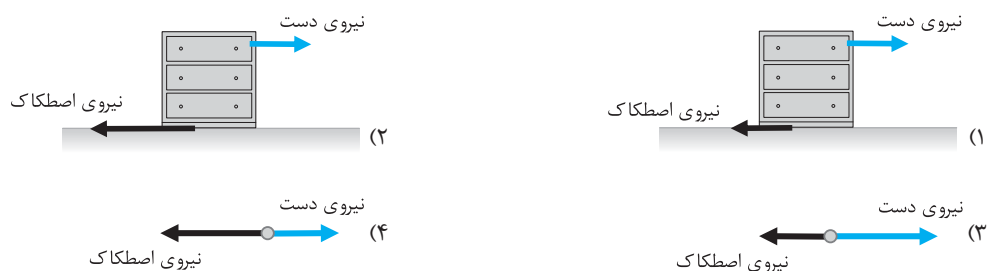 نیروی دست
نیروی اصطکاک
۱)
نیروی دست
نیروی اصطکاک
۲)
نیروی دست
۳)
نیروی اصطکاک
نیروی دست
۴)
نیروی اصطکاک